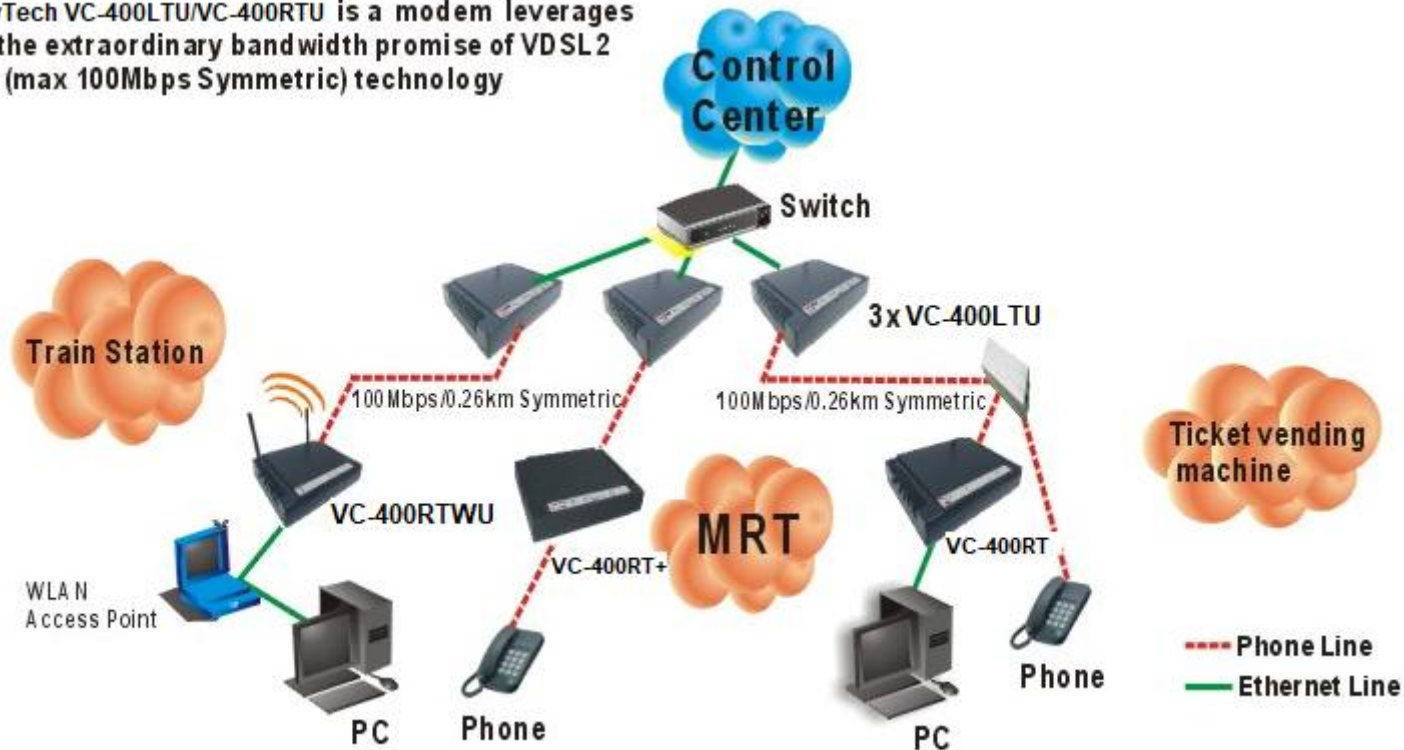 VC-400LTU/VC-400RTU is a modem leverages
the extraordinary bandwidth promise of VDSL2
(max 100Mbps Symmetric) technology
Control
Center
Switch
3x VC-400LTU
Train Station
100Mbps/0.26km Symmetric
100Mbps/0.26km Symmetric
Ticket vending
machine
VC-400RTWU
MRT
VC-400RT+
VC-400RT
WLAN
Access Point
PC
Phone
PC
Phone
Phone Line
Ethernet Line